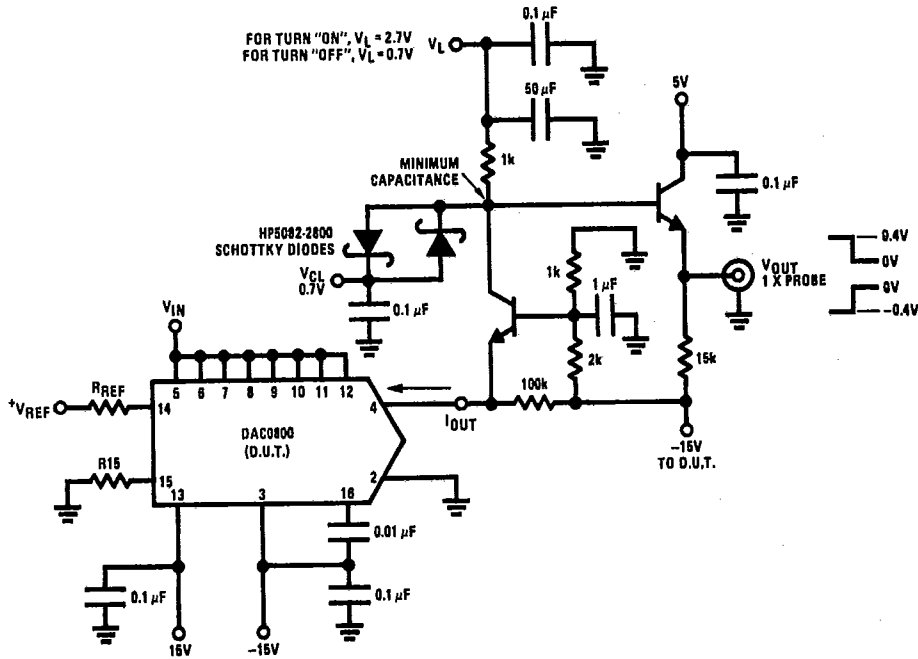 0.1 µF
FOR TURN "ON", VL = 2.7V
FOR TURN "OFF", VL = 0.7V
VL
50 µF
5V
1k
MINIMUM
CAPACITANCE
0.1 µF
HP5082-2800
SCHOTTKY DIODES
VCL
0.7V
0.1 µF
1k
1 µF
VOUT
1 X PROBE
0.4V
0V
0V
−0.4V
VIN
2k
15k
5
6
7
8
9
10
11
12
+VREF
RREF
14
4
IOUT
100k
DAC0800
(D.U.T.)
−15V
TO D.U.T.
R15
15
2
13
3
16
0.01 µF
0.1 µF
0.1 µF
15V
−15V